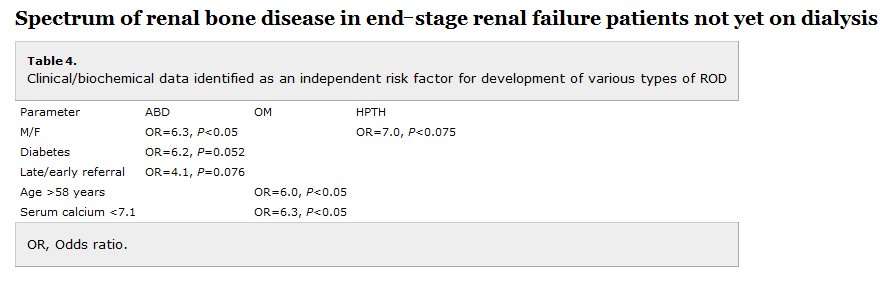 Spectrum of renal bone disease in end-stage renal failure patients not yet on dialysis
Table 4.
Clinical/biochemical data identified as an independent risk factor for development of various types of ROD
Parameter ABD OM HPTH
M/F OR=6.3, P<0.05 OR=7.0, P<0.075
Diabetes OR=6.2, P=0.052
Late/early referral OR=4.1, P=0.076
Age >58 years OR=6.0, P<0.05
Serum calcium <7.1 OR=6.3, P<0.05
OR, Odds ratio.